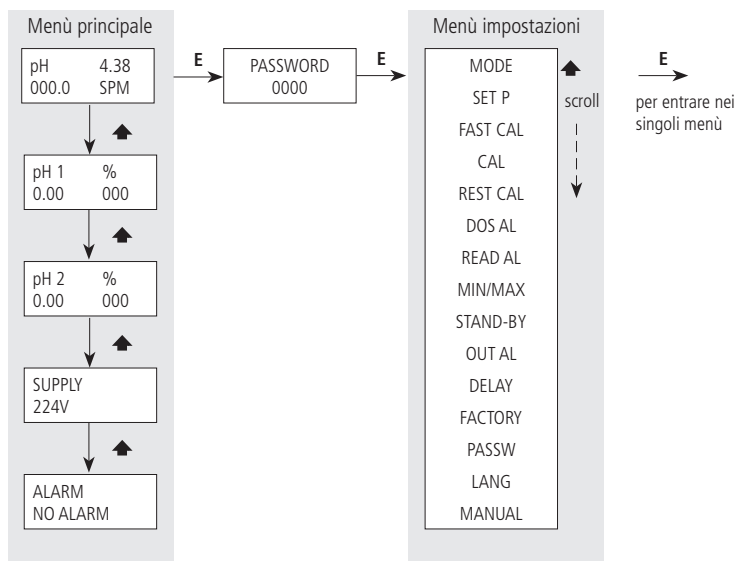 Menù principale
pH 4.38
000.0 SPM
pH 1 %
0.00 000
pH 2 %
0.00 000
SUPPLY
224V
ALARM
NO ALARM
E
PASSWORD
0000
E
Menù impostazioni
MODE
SET P
FAST CAL
CAL
REST CAL
DOS AL
READ AL
MIN/MAX
STAND-BY
OUT AL
DELAY
FACTORY
PASSW
LANG
MANUAL
scroll
E
per entrare nei
singoli menù